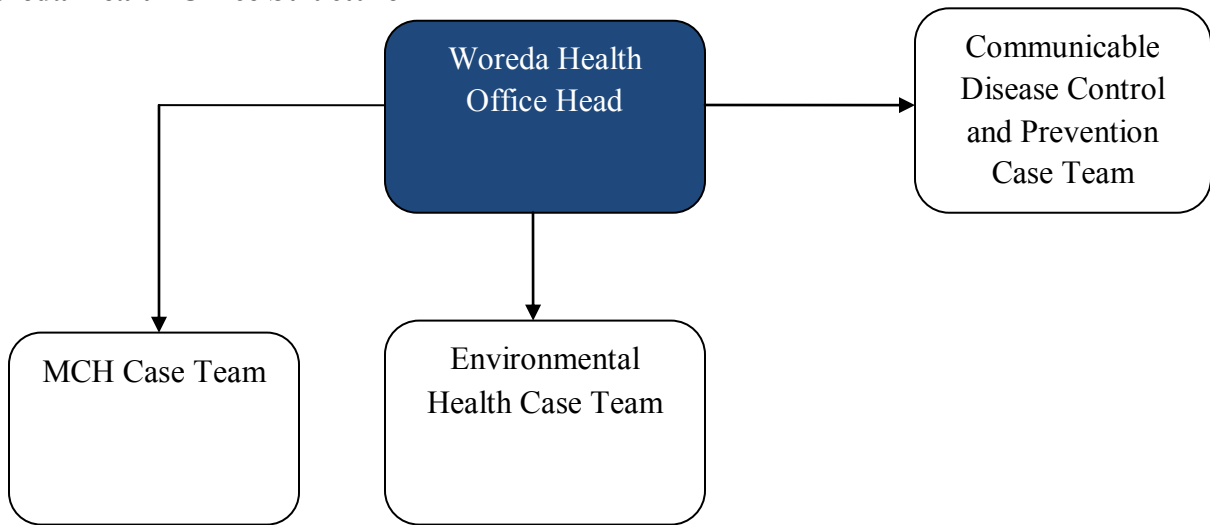 Woreda Health
Office Head
Communicable
Disease Control
and Prevention
Case Team
MCH Case Team
Environmental
Health Case Team